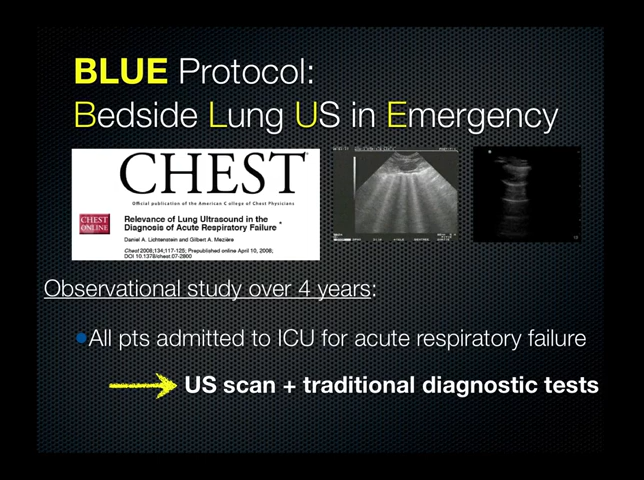 BLUE Protocol:
Bedside Lung US in Emergency
CHEST
Official publication of the American College of Chest Physicians
CHEST
ONLINE
Relevance of Lung Ultrasound in the
Diagnosis of Acute Respiratory Failure *
Daniel A. Lichtenstein and Gilbert A. Mezière
Chest 2008;134;117-125; Prepublished online April 10, 2008;
DOI 10.1378/chest.07-2800
Observational study over 4 years:
All pts admitted to ICU for acute respiratory failure
US scan + traditional diagnostic tests